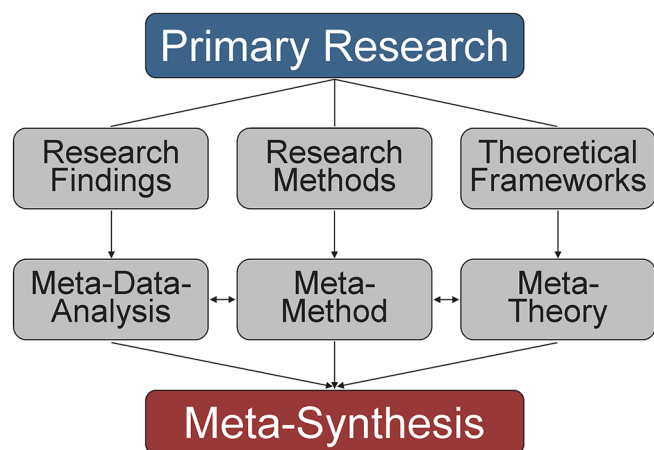 Primary Research
Research
Findings
Research
Methods
Theoretical
Frameworks
Meta-Data-
Analysis
Meta-
Method
Meta-
Theory
Meta-Synthesis